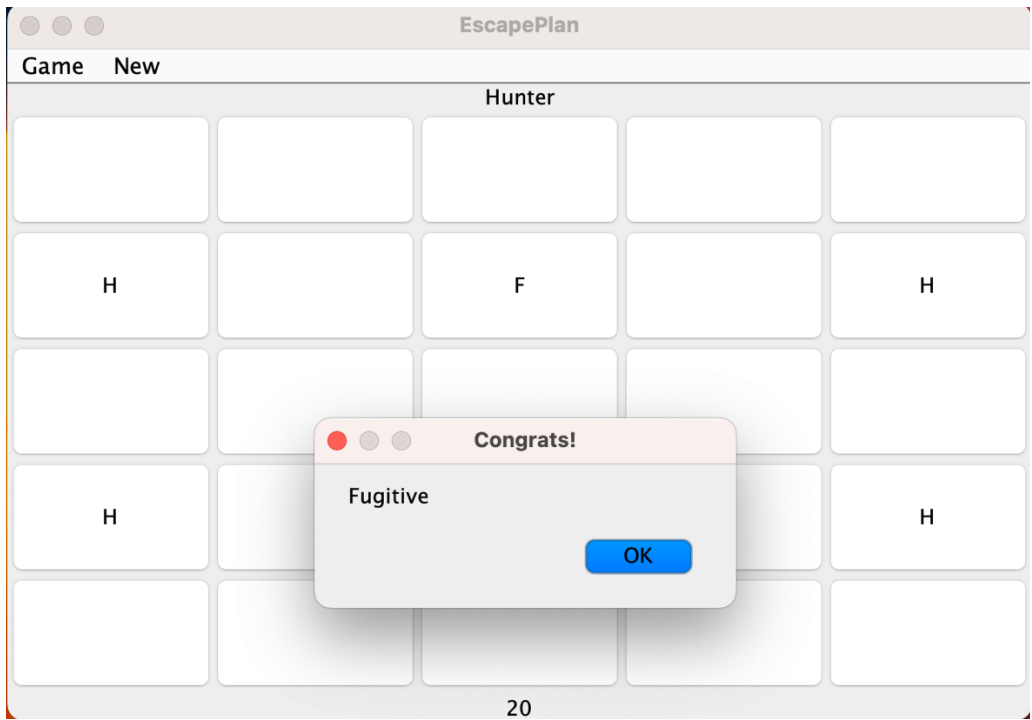 EscapePlan
Game New
Hunter
H F H
Congrats!
Fugitive
H H
OK
20